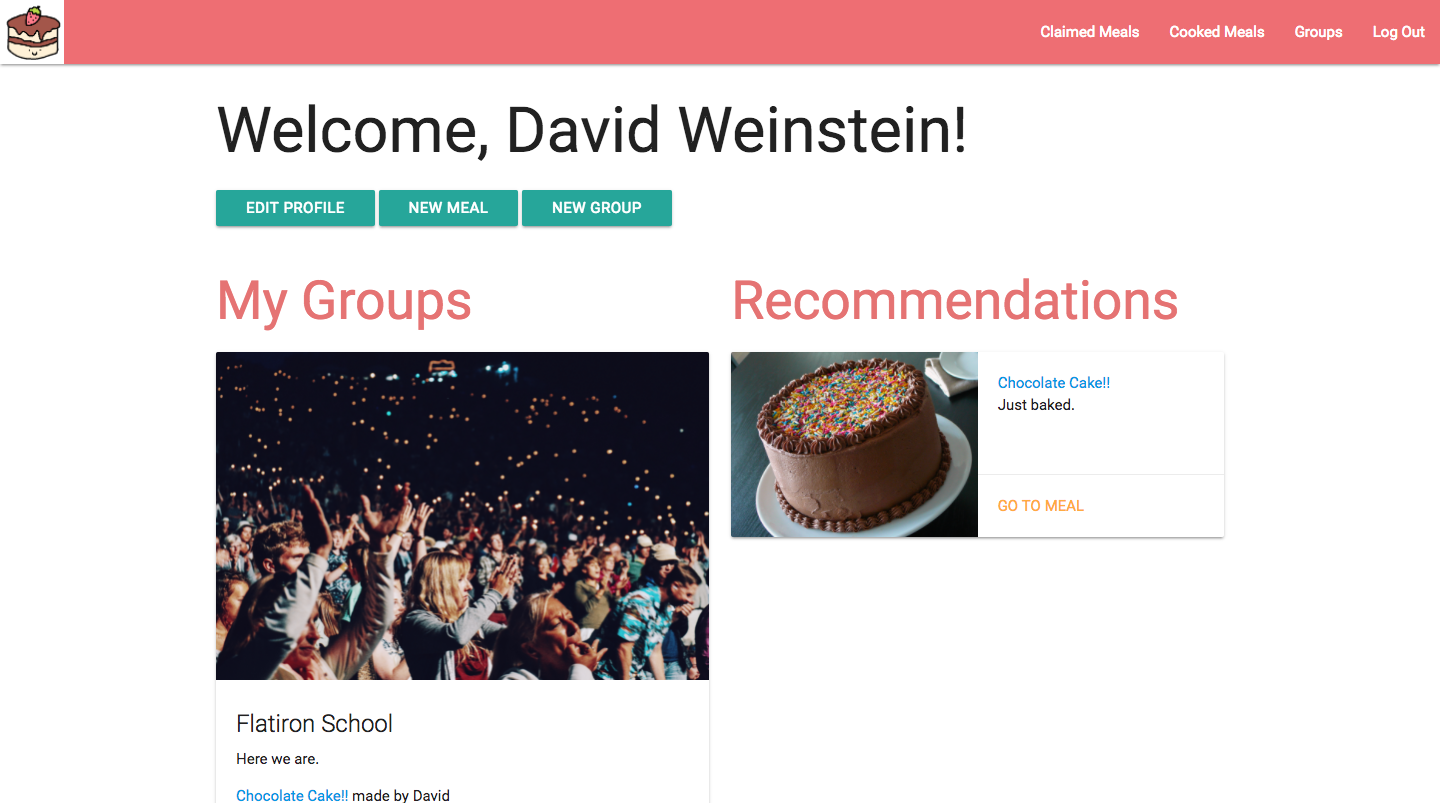 Claimed Meals
Cooked Meals
Groups
Log Out
Welcome, David Weinstein!
EDIT PROFILE
NEW MEAL
NEW GROUP
My Groups
Flatiron School
Here we are.
Chocolate Cake!! made by David
Recommendations
Chocolate Cake!!
Just baked.
GO TO MEAL